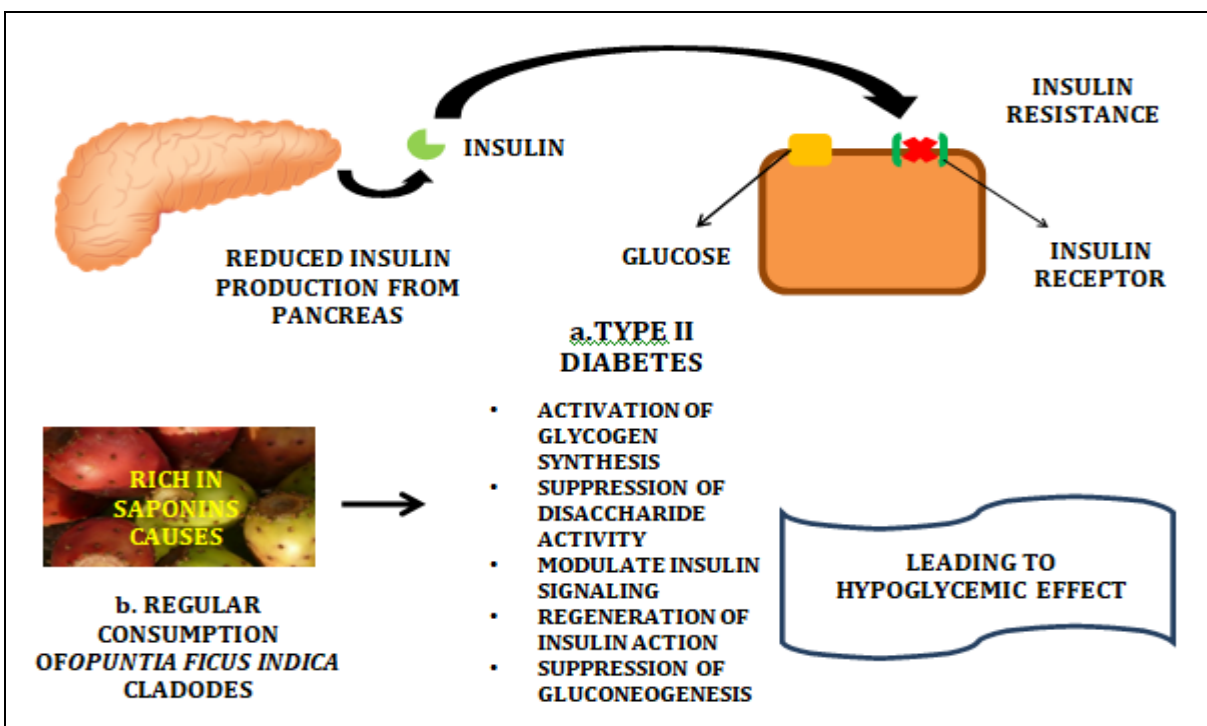 INSULIN
RESISTANCE
INSULIN
GLUCOSE
INSULIN
RECEPTOR
REDUCED INSULIN
PRODUCTION FROM
PANCREAS
a.TYPE II
DIABETES
RICH IN
SAPONINS
CAUSES
b. REGULAR
CONSUMPTION
OFOPUNTIA FICUS INDICA
CLADODES
• ACTIVATION OF
GLYCOGEN
SYNTHESIS
• SUPPRESSION OF
DISACCHARIDE
ACTIVITY
• MODULATE INSULIN
SIGNALING
• REGENERATION OF
INSULIN ACTION
• SUPPRESSION OF
GLUCONEOGENESIS
LEADING TO
HYPOGLYCEMIC EFFECT